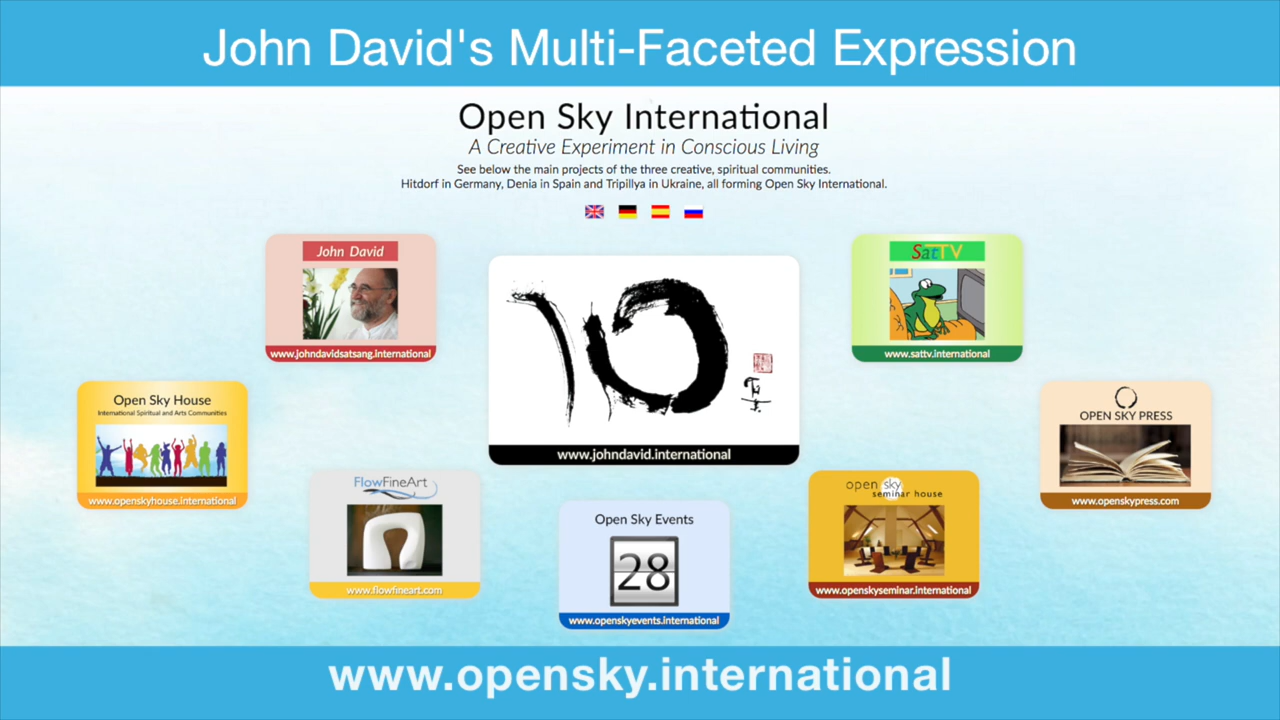 John David's Multi-Faceted Expression
Open Sky International
A Creative Experiment in Conscious Living
See below the main projects of the three creative, spiritual communities.
Hitdorf in Germany, Denia in Spain and Tripillya in Ukraine, all forming Open Sky International.
John David
www.johndavidsatsang.international
www.johndavid.international
SatTV
www.sattv.international
Open Sky House
International Spiritual and Arts Communities
www.openskyhouse.international
OPEN SKY PRESS
www.openskypress.com
FlowFineArt
www.flowfineart.com
Open Sky Events
28
www.openskyevents.international
open sky
seminar house
www.openskyseminar.international
www.opensky.international